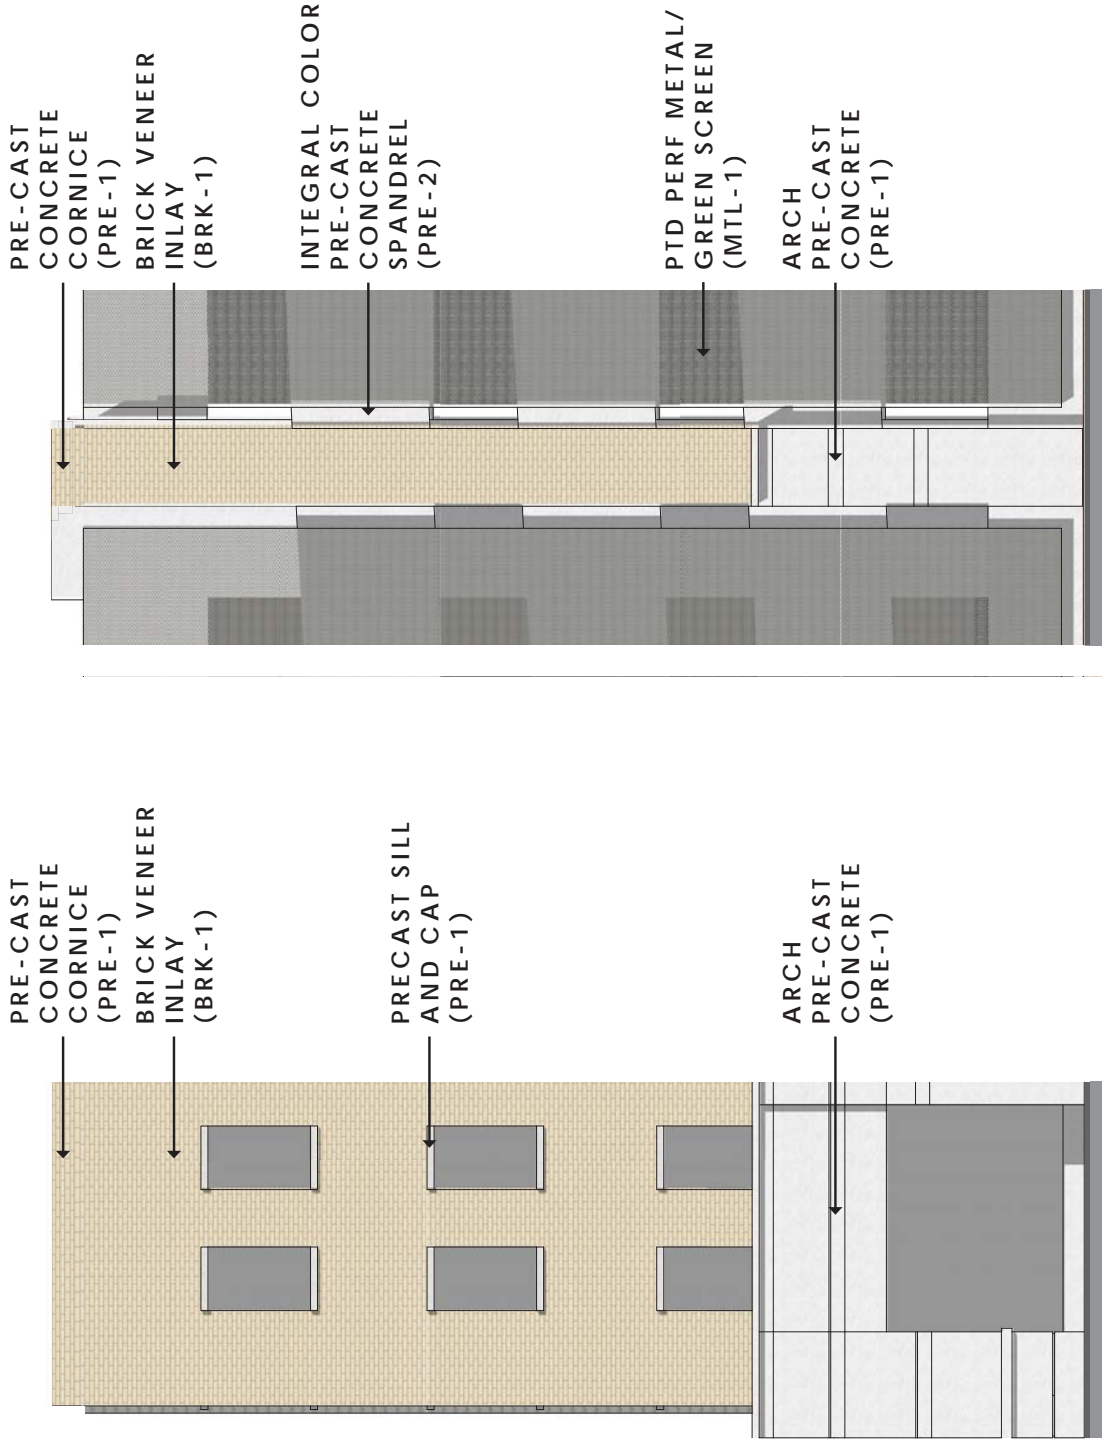 PRE-CAST
CONCRETE
CORNICE
(PRE-1)
BRICK VENEER
INLAY
(BRK-1)
PRECAST SILL
AND CAP
(PRE-1)
ARCH
PRE-CAST
CONCRETE
(PRE-1)
PRE-CAST
CONCRETE
CORNICE
(PRE-1)
BRICK VENEER
INLAY
(BRK-1)
INTEGRAL COLOR
PRE-CAST
CONCRETE
SPANDREL
(PRE-2)
PTD PERF METAL/
GREEN SCREEN
(MTL-1)
ARCH
PRE-CAST
CONCRETE
(PRE-1)